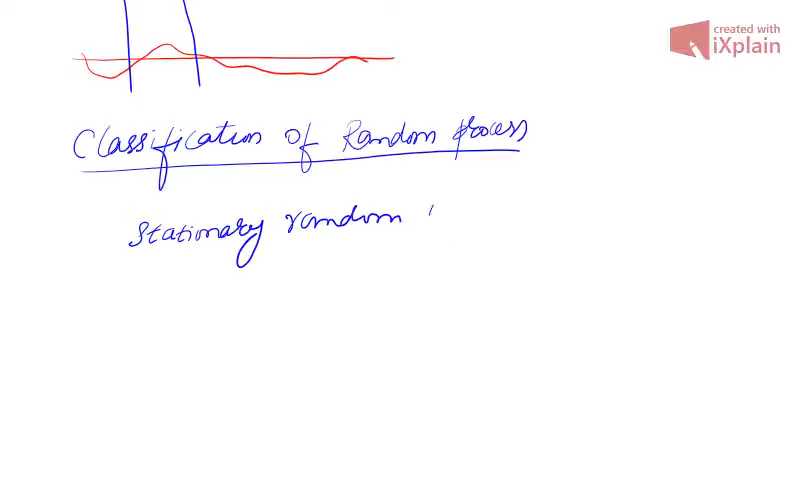 created with
iXplain
Classification of Random process
Stationary random